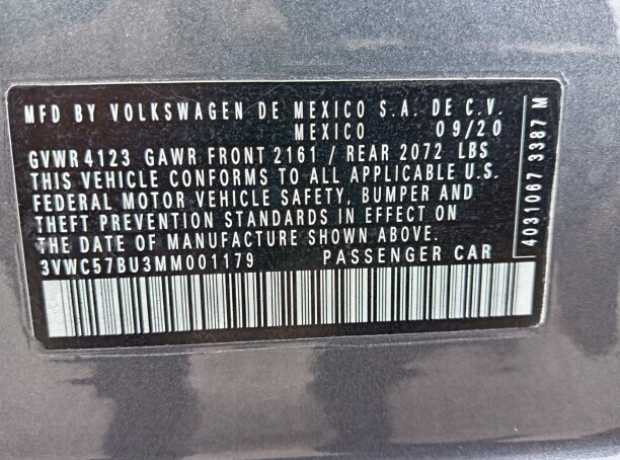 MFD BY VOLKSWAGEN DE MEXICO S.A. DE C.V.
MEXICO 09/20
GVWR 4123 GAWR FRONT 2161 / REAR 2072 LBS
THIS VEHICLE CONFORMS TO ALL APPLICABLE U.S.
FEDERAL MOTOR VEHICLE SAFETY, BUMPER AND
THEFT PREVENTION STANDARDS IN EFFECT ON
THE DATE OF MANUFACTURE SHOWN ABOVE.
3VWC57BU3MM001179 PASSENGER CAR
4031067 3387 M